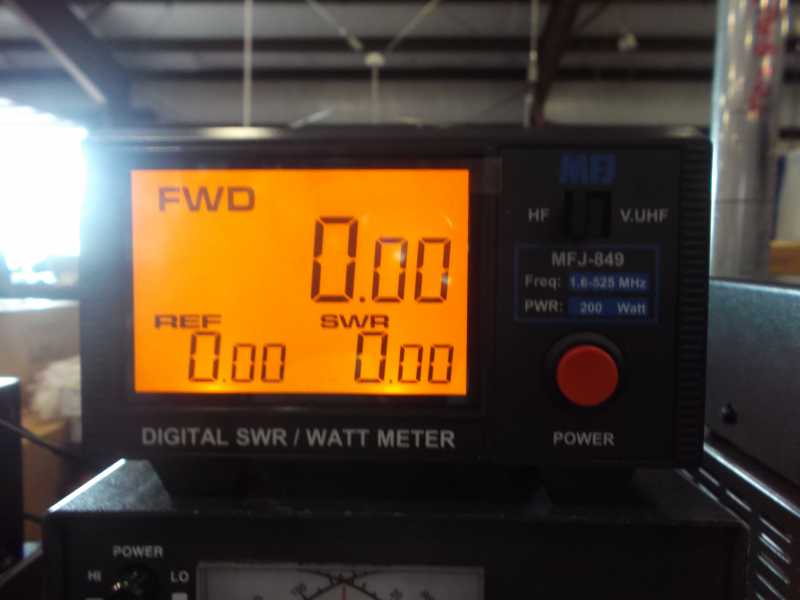 FWD
0.00
REF SWR
0.00 0.00
DIGITAL SWR / WATT METER
MFJ
HF V.UHF
MFJ-849
Freq: 1.6-525 MHz
PWR: 200 Watt
POWER
POWER
HI LO